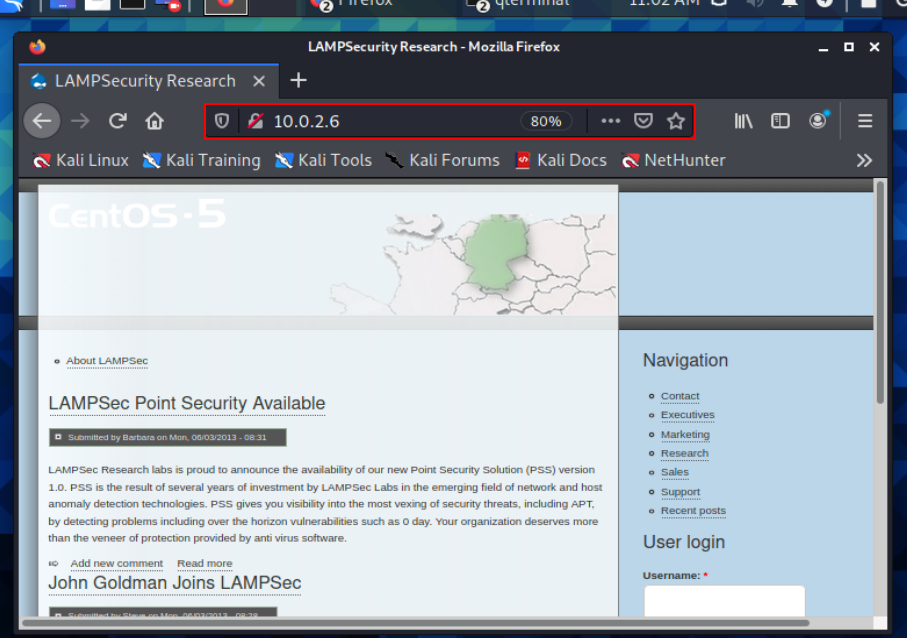 Firefox
qterminal
11:02 AM
LAMPSecurity Research - Mozilla Firefox
LAMPSecurity Research
10.0.2.6
80%
Kali Linux
Kali Training
Kali Tools
Kali Forums
Kali Docs
NetHunter
CentOS-5
About LAMPSec
LAMPSec Point Security Available
Submitted by Barbara on Mon, 06/03/2013 - 08:31
LAMPSec Research labs is proud to announce the availability of our new Point Security Solution (PSS) version
1.0. PSS is the result of several years of investment by LAMPSec Labs in the emerging field of network and host
anomaly detection technologies. PSS gives you visibility into the most vexing of security threats, including APT,
by detecting problems including over the horizon vulnerabilities such as 0 day. Your organization deserves more
than the veneer of protection provided by anti virus software.
Add new comment Read more
John Goldman Joins LAMPSec
Submitted by Steve on Mon, 06/03/2013 - 08:28
Navigation
Contact
Executives
Marketing
Research
Sales
Support
Recent posts
User login
Username: *